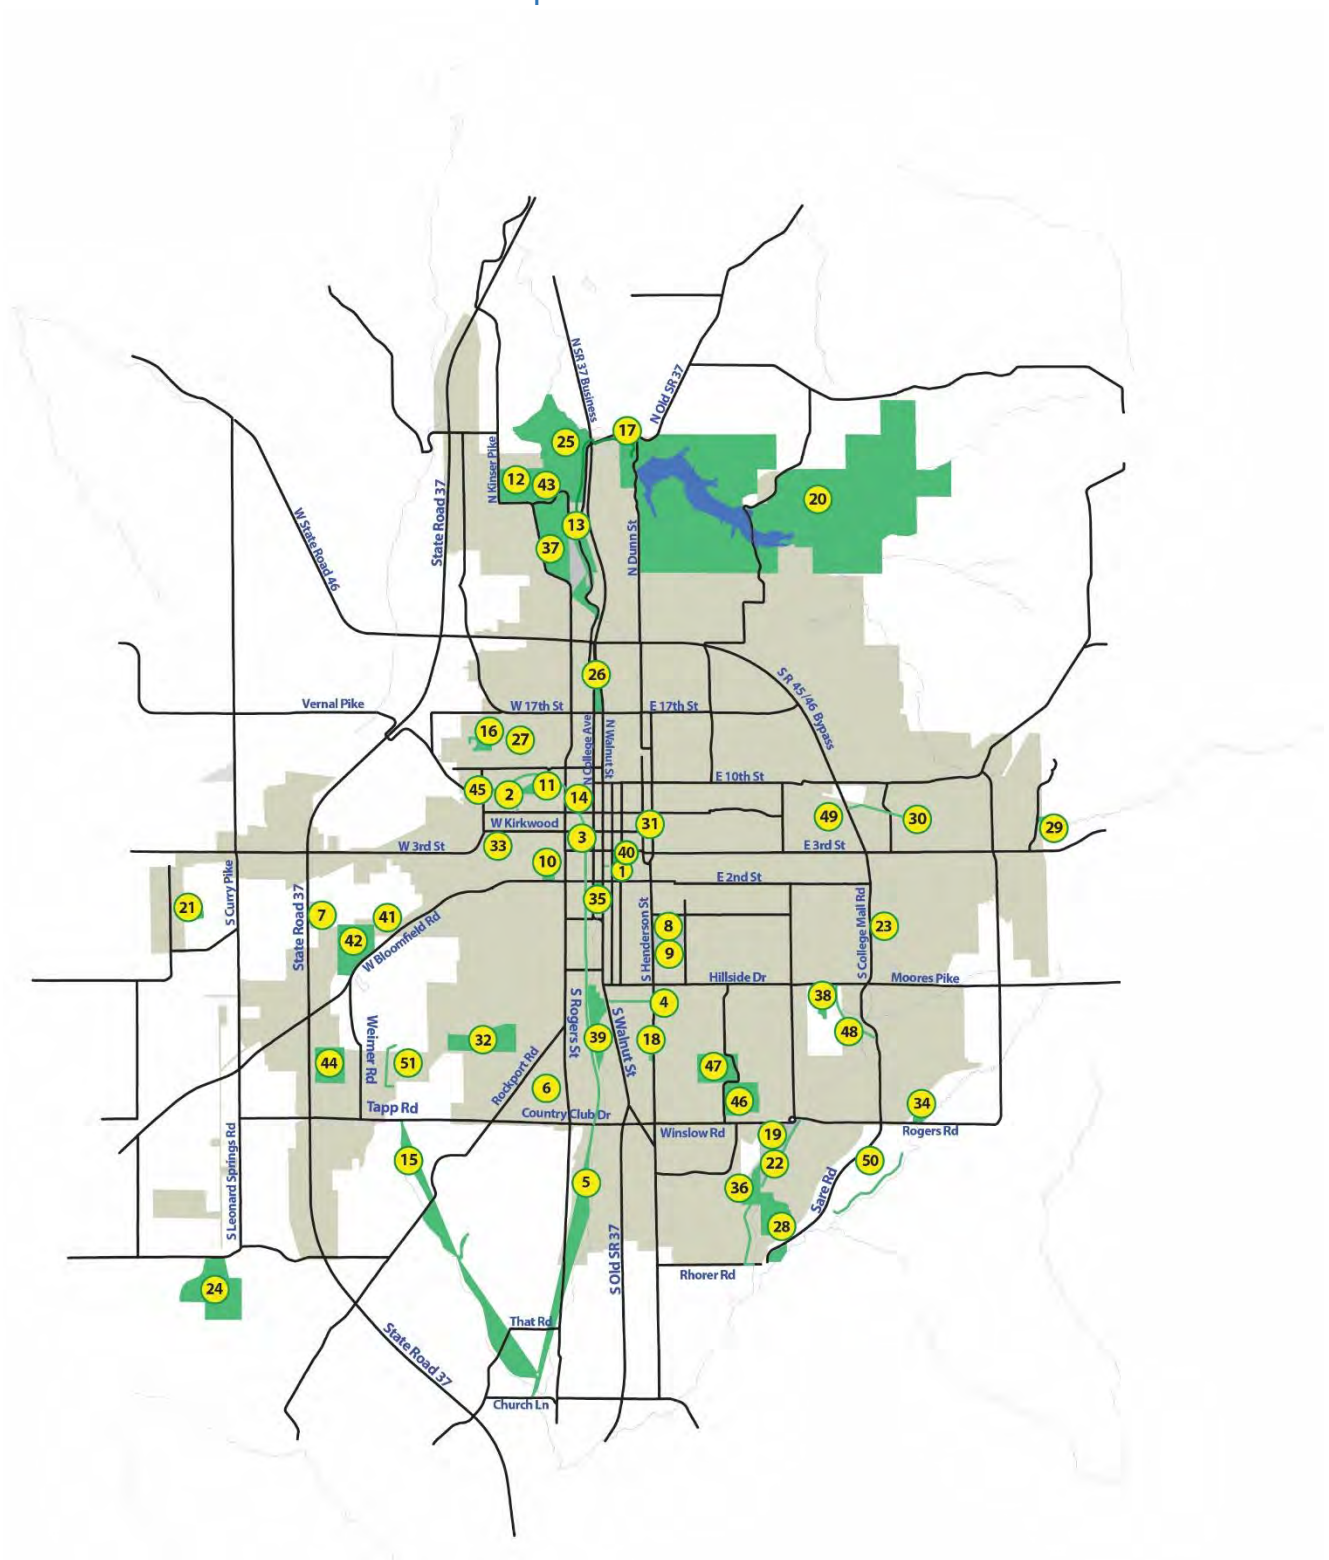 N SR 37 Business
N Old SR 37
17
25
N Kinser Pike
12
43
20
State Road 37
W State Road 46
13
37
N Dunn St
26
S R 45/46 Bypass
Vernal Pike
W 17th St
E 17th St
16
27
N College Ave
N Walnut St
E 10th St
45
2
11
14
49
30
29
W Kirkwood
31
3
W 3rd St
33
E 3rd St
40
10
1
S Curry Pike
E 2nd St
21
State Road 37
7
41
42
W Bloomfield Rd
35
S Henderson St
8
9
S College Mall Rd
23
Hillside Dr
Moores Pike
38
4
48
S Rogers St
39
S Walnut St
18
32
Weimer Rd
44
51
47
Rockport Rd
6
46
34
Tapp Rd
Country Club Dr
Winslow Rd
19
Rogers Rd
S Leonard Springs Rd
15
22
50
5
36
Sare Rd
28
S Old SR 37
Rhorer Rd
24
That Rd
State Road 37
Church Ln